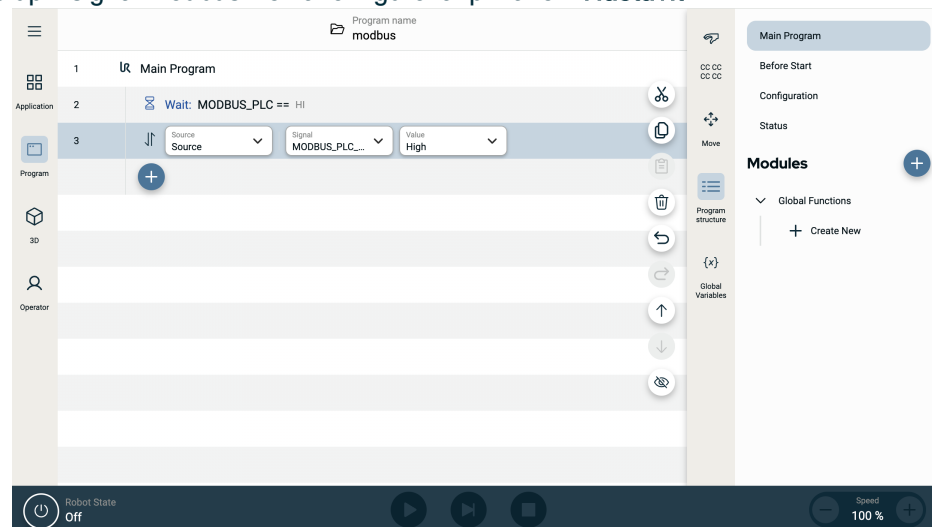 Program name
modbus
Main Program
CC CC
CC CC
Before Start
1 Main Program
Application
Configuration
2 Wait: MODBUS_PLC == HI
Move
Status
3
Source
Source
Signal
MODBUS_PLC_...
Value
High
Program
Modules
Program
structure
Global Functions
Create New
3D
{x}
Global
Variables
Operator
Robot State
Off
Speed
100 %